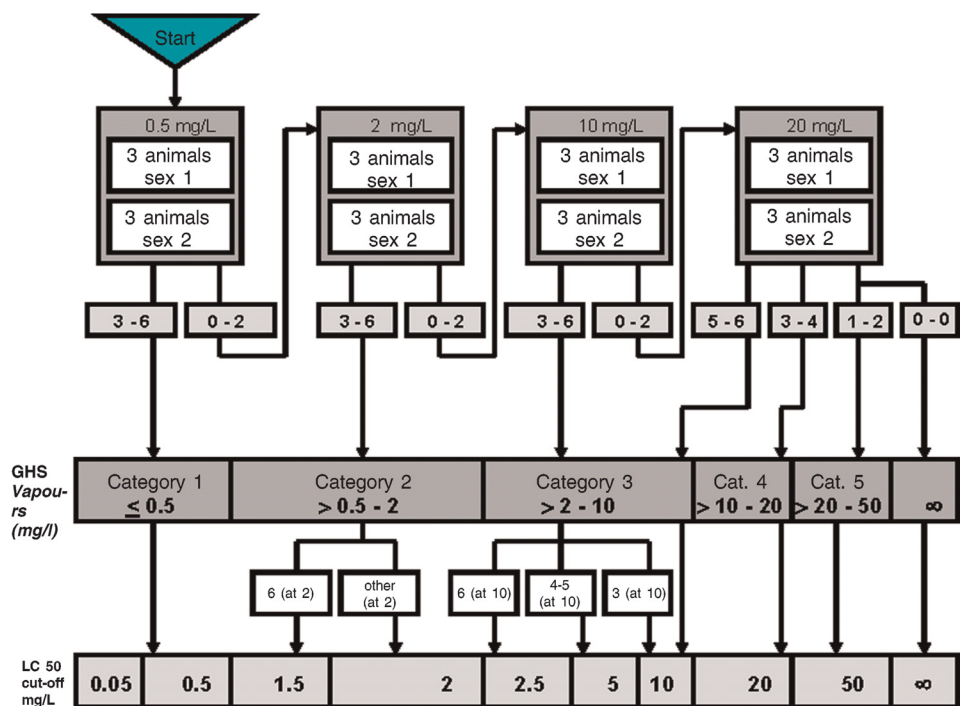 Start
0.5 mg/L
3 animals
sex 1
3 animals
sex 2
2 mg/L
3 animals
sex 1
3 animals
sex 2
10 mg/L
3 animals
sex 1
3 animals
sex 2
20 mg/L
3 animals
sex 1
3 animals
sex 2
3 - 6
0 - 2
3 - 6
0 - 2
3 - 6
0 - 2
5 - 6
3 - 4
1 - 2
0 - 0
GHS
Vapou-
rs
(mg/l)
Category 1
≤ 0.5
Category 2
> 0.5 - 2
Category 3
> 2 - 10
Cat. 4
> 10 - 20
Cat. 5
> 20 - 50
∞
6 (at 2)
other
(at 2)
6 (at 10)
4-5
(at 10)
3 (at 10)
LC 50
cut-off
mg/L
0.05
0.5
1.5
2
2.5
5
10
20
50
∞